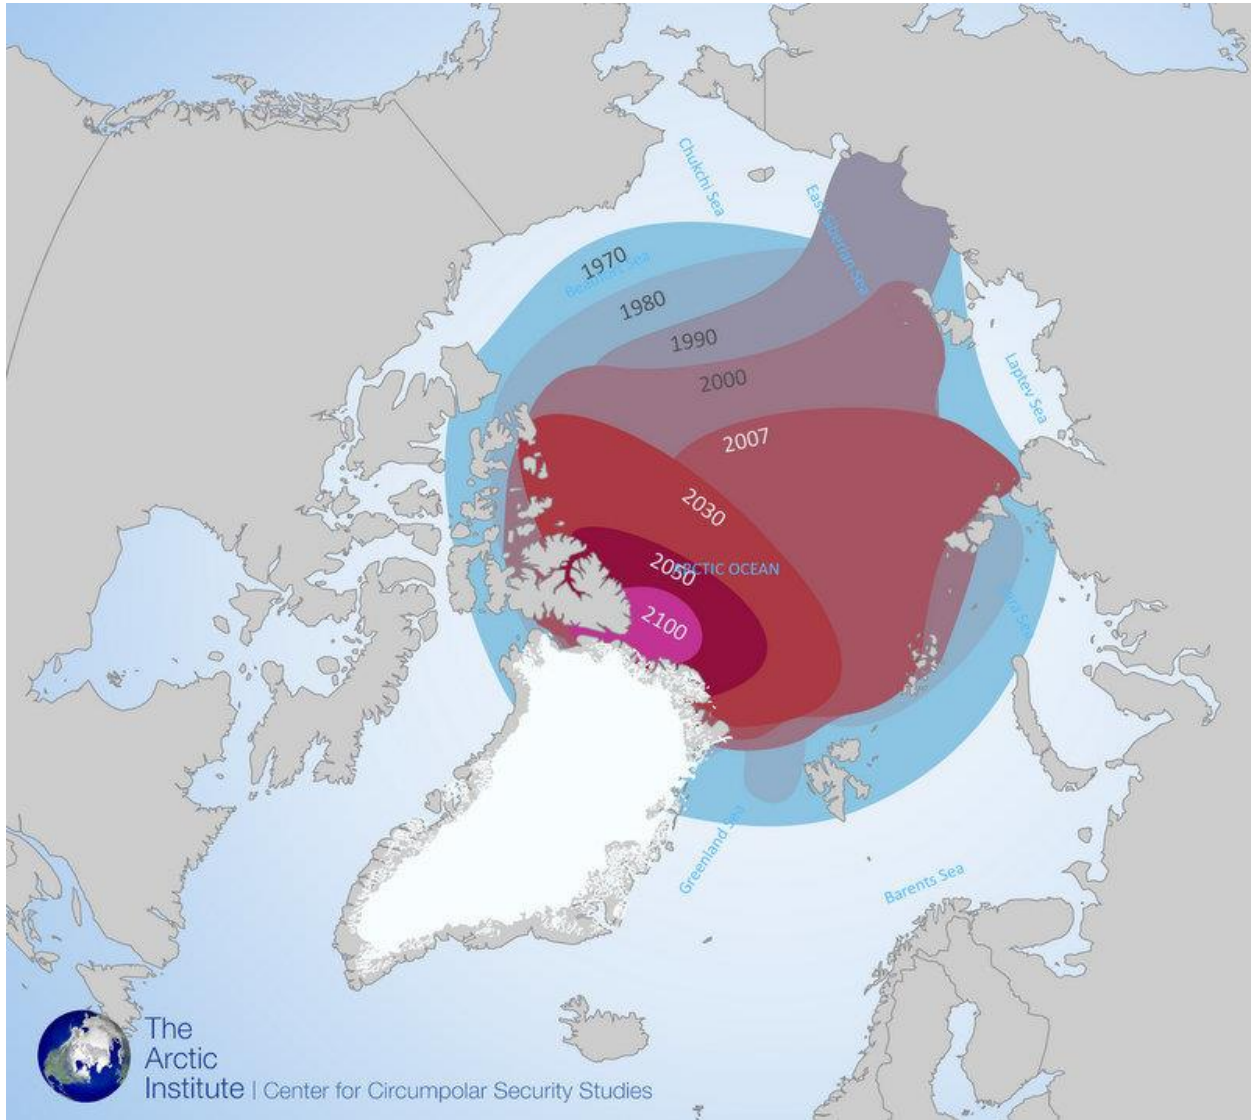 Chukchi Sea
East Siberian Sea
1970
Beaufort Sea
1980
1990
2000
Laptev Sea
2007
2030
2050
ARCTIC OCEAN
2100
Kara Sea
Greenland Sea
Barents Sea
The
Arctic
Institute | Center for Circumpolar Security Studies